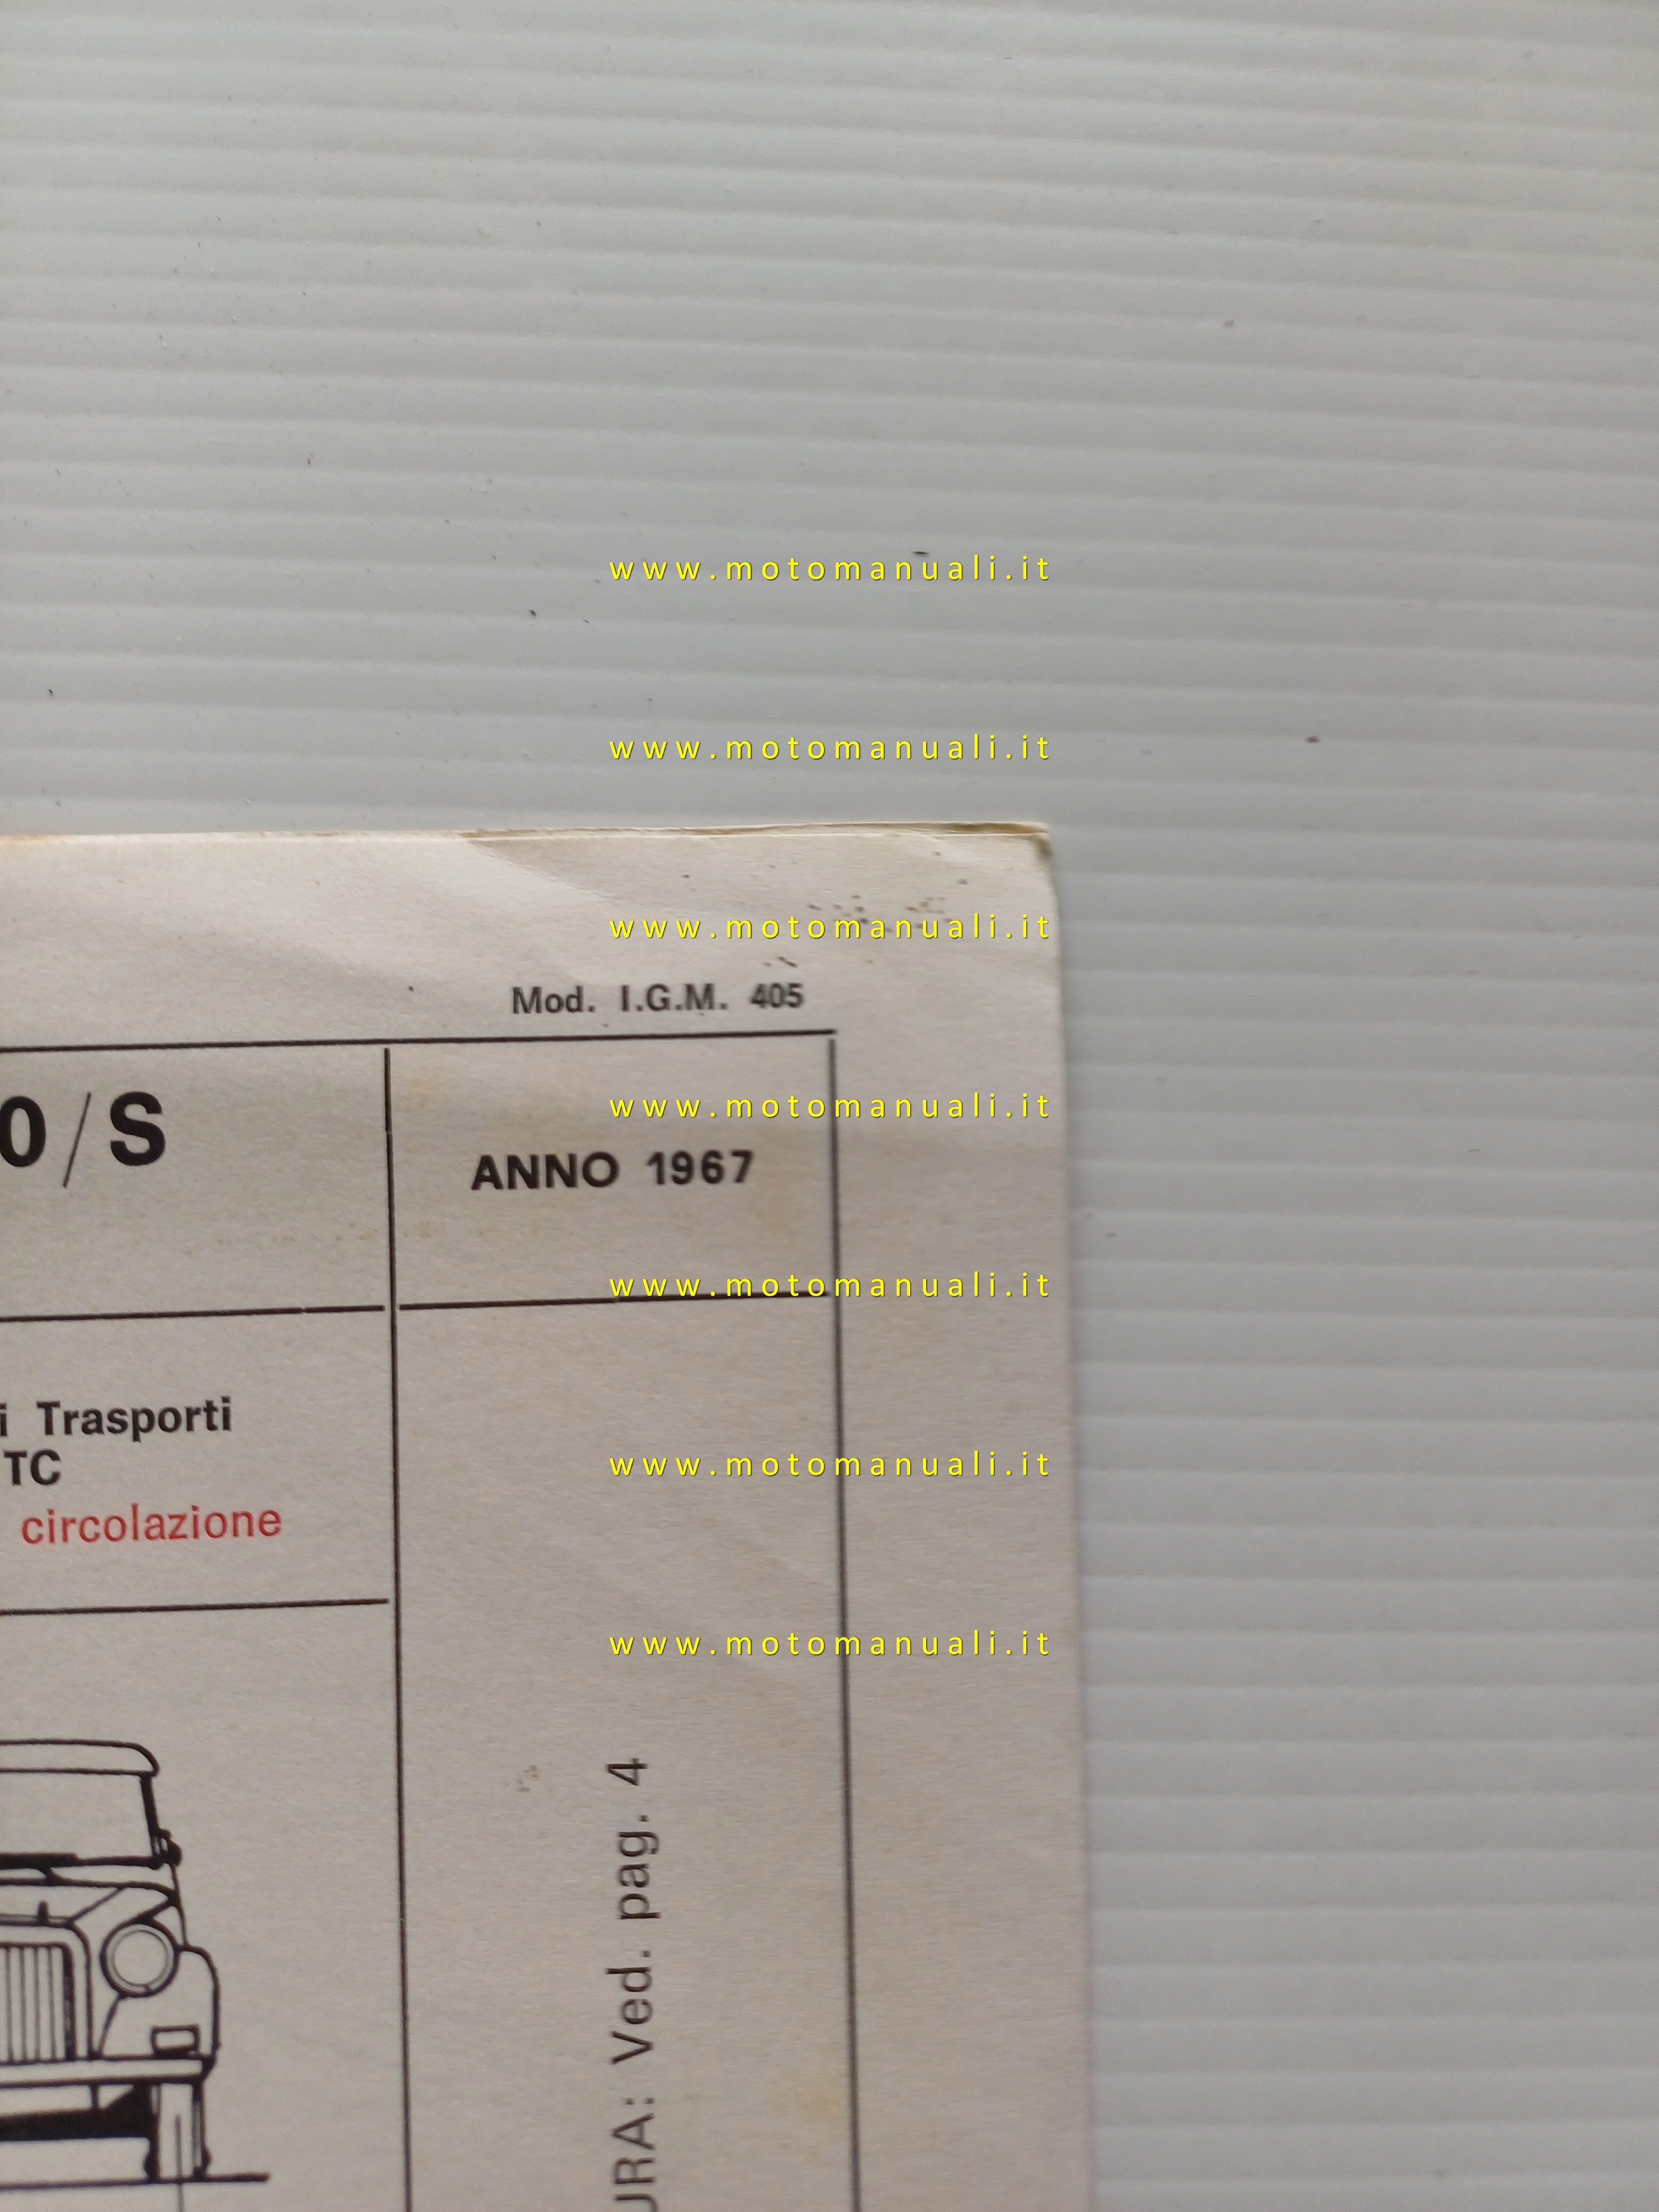 www.motomanuali.it
www.motomanuali.it
www.motomanuali.it
Mod. I.G.M. 405
0/S
www.motomanuali.it
ANNO 1967
www.motomanuali.it
i Trasporti
www.motomanuali.it
TC
circolazione
www.motomanuali.it
URA: Ved. pag. 4